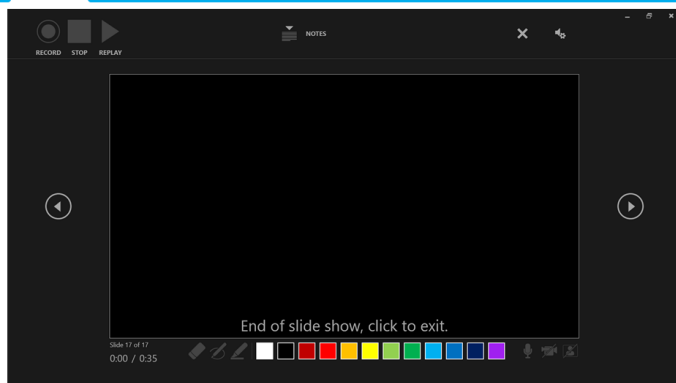 NOTES
RECORD STOP REPLAY
End of slide show, click to exit.
Slide 17 of 17
0:00 / 0:35